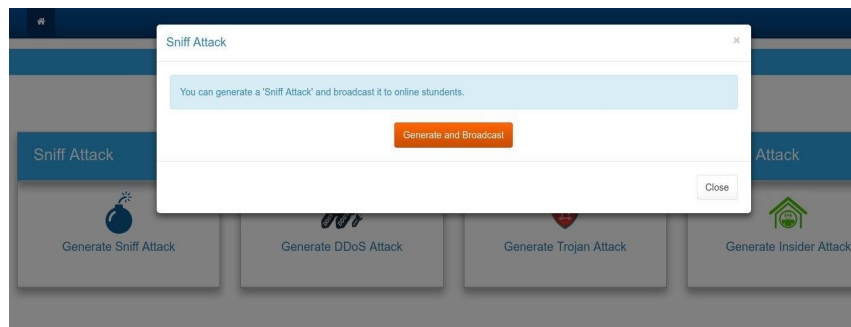 Sniff Attack
×
You can generate a 'Sniff Attack' and broadcast it to online stundents.
Generate and Broadcast
Sniff Attack
Attack
Close
Generate Sniff Attack
Generate DDoS Attack
Generate Trojan Attack
Generate Insider Attack